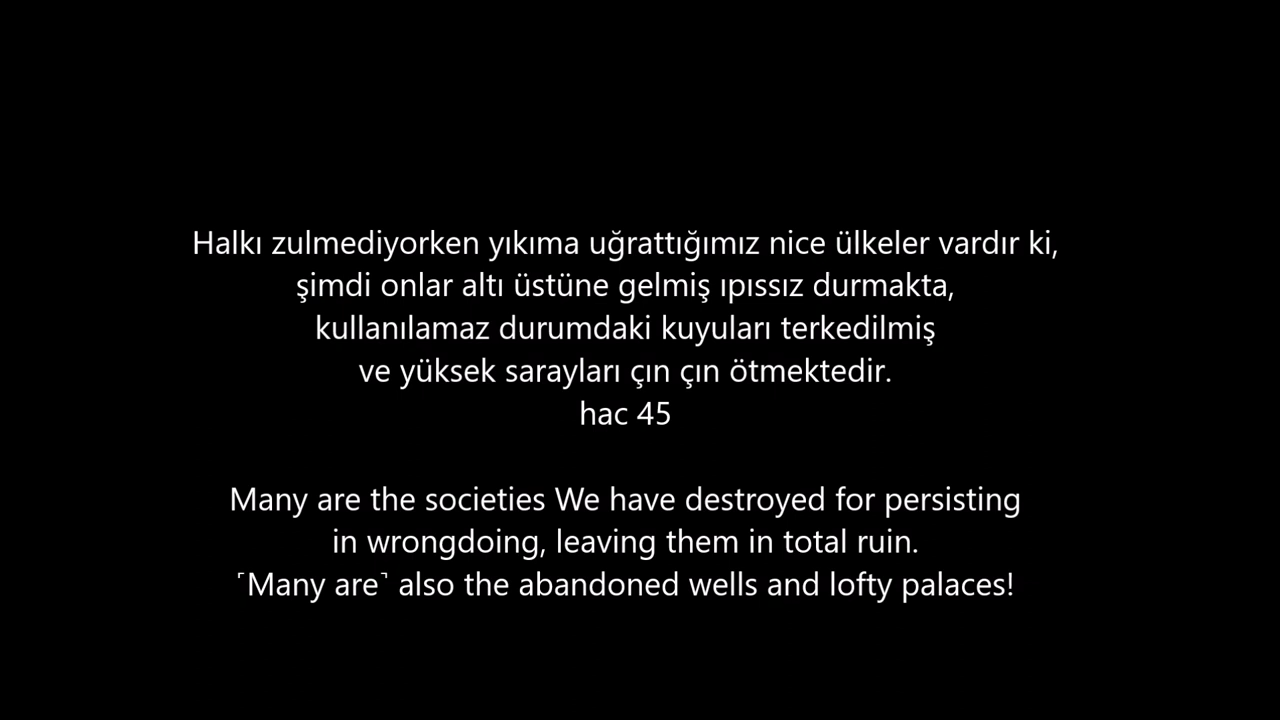 Halkı zulmediyorken yıkıma uğrattığımız nice ülkeler vardır ki,
şimdi onlar altı üstüne gelmiş ıpıssız durmakta,
kullanılamaz durumdaki kuyuları terkedilmiş
ve yüksek sarayları çın çın ötmektedir.
hac 45
Many are the societies We have destroyed for persisting
in wrongdoing, leaving them in total ruin.
˹Many are˺ also the abandoned wells and lofty palaces!